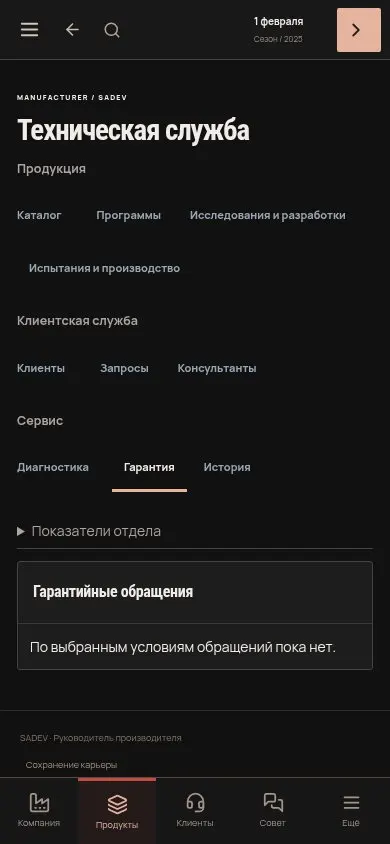 1 февраля
Сезон / 2025
MANUFACTURER / SADEV
Техническая служба
Продукция
Каталог Программы Исследования и разработки
Испытания и производство
Клиентская служба
Клиенты Запросы Консультанты
Сервис
Диагностика Гарантия История
Показатели отдела
Гарантийные обращения
По выбранным условиям обращений пока нет.
SADEV · Руководитель производителя
Сохранение карьеры
Компания Продукты Клиенты Совет Ещё